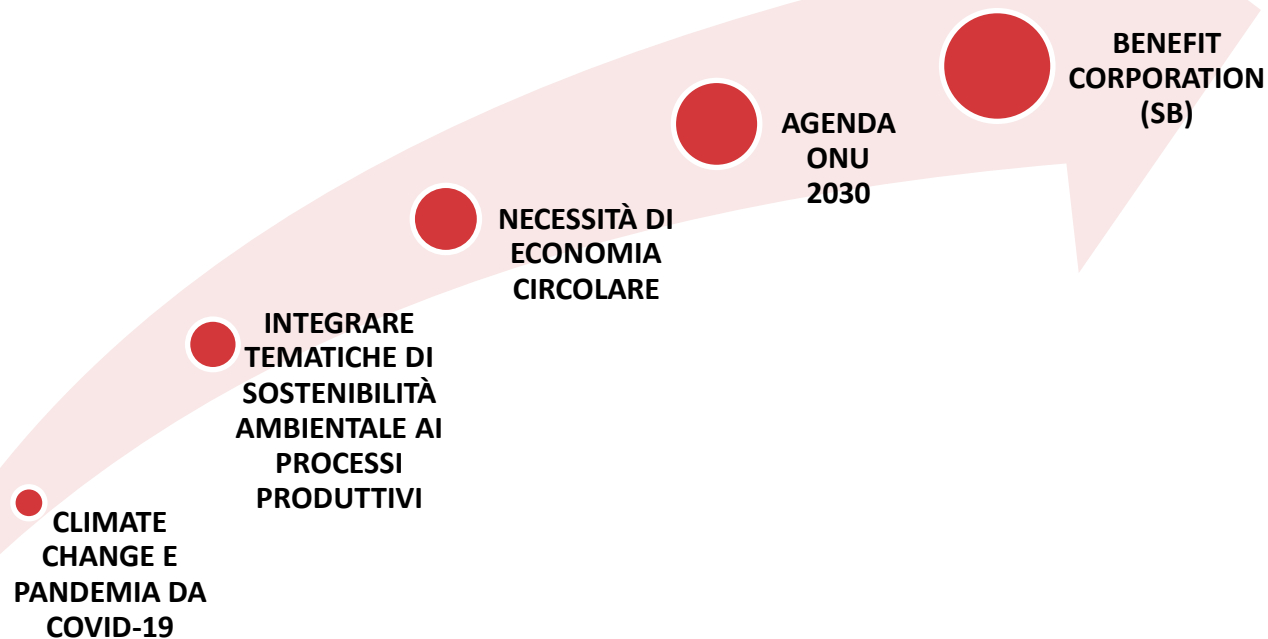 CLIMATE
CHANGE E
PANDEMIA DA
COVID-19
INTEGRARE
TEMATICHE DI
SOSTENIBILITÀ
AMBIENTALE AI
PROCESSI
PRODUTTIVI
NECESSITÀ DI
ECONOMIA
CIRCOLARE
AGENDA
ONU
2030
BENEFIT
CORPORATION
(SB)